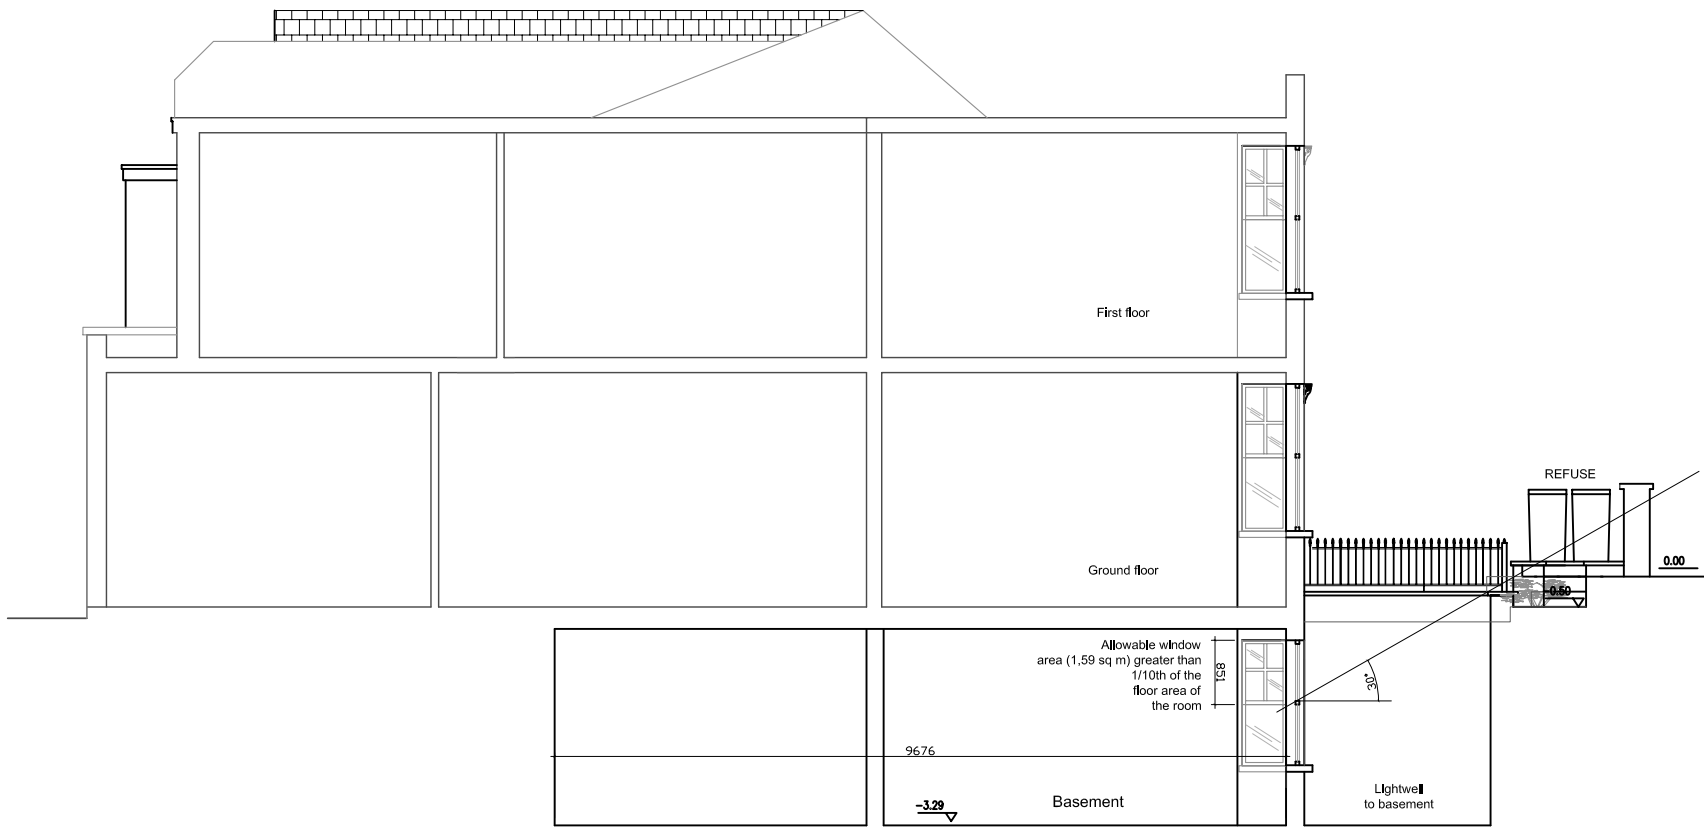 First floor
REFUSE
0.00
Ground floor
-0.50
Allowable window
area (1,59 sq m) greater than
1/10th of the
floor area of
the room
851
30°
9676
-3.29
Basement
Lightwell
to basement